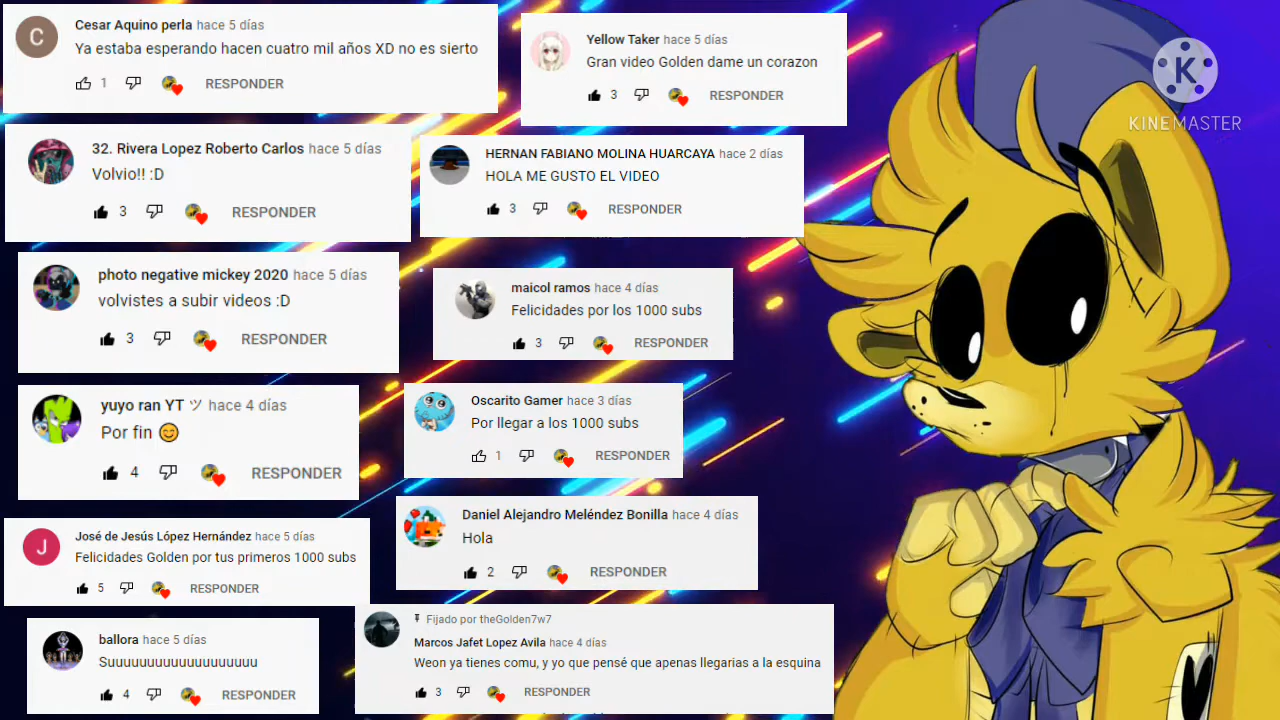 Cesar Aquino perla hace 5 días
Ya estaba esperando hacen cuatro mil años XD no es sierto
1 RESPONDER
32. Rivera Lopez Roberto Carlos hace 5 días
Volvio!! :D
3 RESPONDER
photo negative mickey 2020 hace 5 días
volvistes a subir videos :D
3 RESPONDER
yuyo ran YT ツ hace 4 días
Por fin 😊
4 RESPONDER
José de Jesús López Hernández hace 5 días
Felicidades Golden por tus primeros 1000 subs
5 RESPONDER
ballora hace 5 días
Suuuuuuuuuuuuuuuuuu
4 RESPONDER
Yellow Taker hace 5 días
Gran video Golden dame un corazon
3 RESPONDER
HERNAN FABIANO MOLINA HUARCAYA hace 2 días
HOLA ME GUSTO EL VIDEO
3 RESPONDER
maicol ramos hace 4 días
Felicidades por los 1000 subs
3 RESPONDER
Oscarito Gamer hace 3 días
Por llegar a los 1000 subs
1 RESPONDER
Daniel Alejandro Meléndez Bonilla hace 4 días
Hola
2 RESPONDER
Fijado por theGolden7w7
Marcos Jafet Lopez Avila hace 4 días
Weon ya tienes comu, y yo que pensé que apenas llegarias a la esquina
3 RESPONDER
C
J
K
KINEMASTER